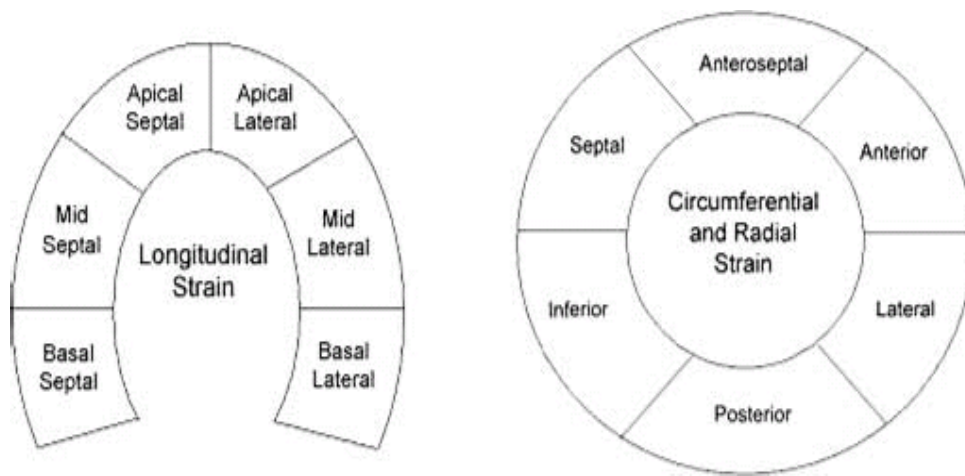 Apical
Septal
Apical
Lateral
Mid
Septal
Mid
Lateral
Longitudinal
Strain
Basal
Septal
Basal
Lateral
Anteroseptal
Septal
Anterior
Circumferential
and Radial
Strain
Inferior
Lateral
Posterior